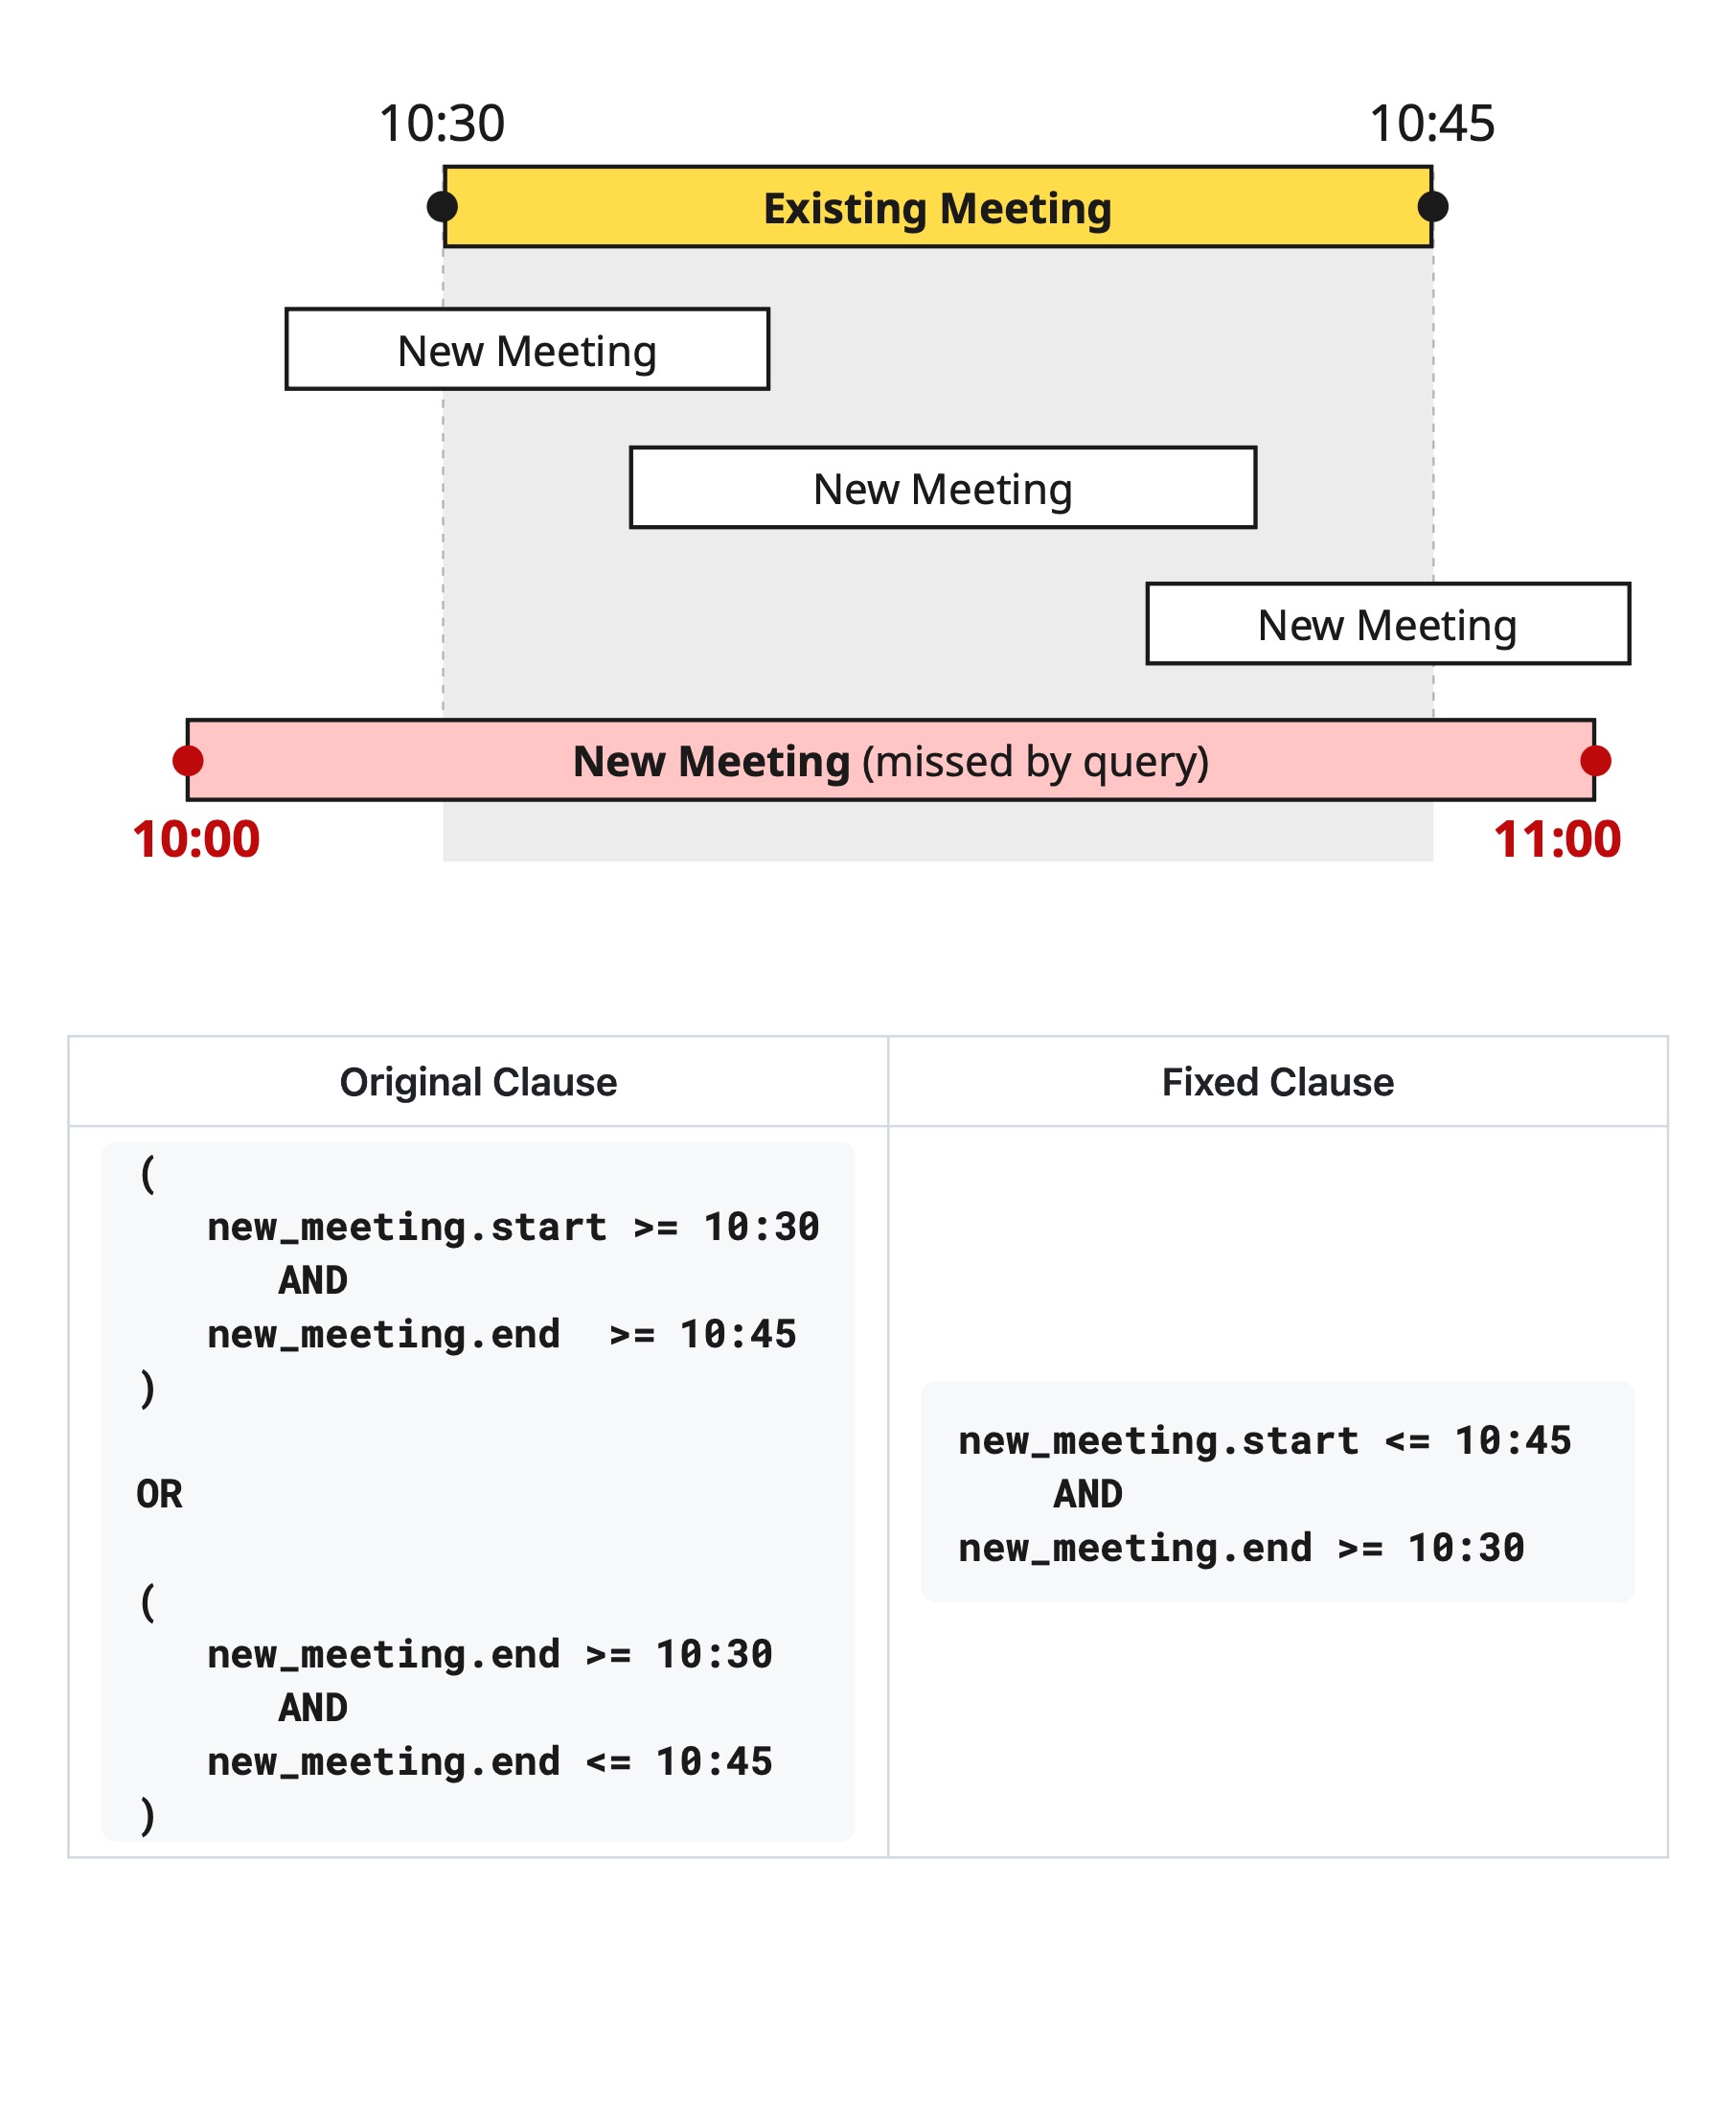 10:30 10:45
Existing Meeting
New Meeting
New Meeting
New Meeting
New Meeting (missed by query)
10:00 11:00
Original Clause
(
new_meeting.start >= 10:30
AND
new_meeting.end >= 10:45
)
OR
(
new_meeting.end >= 10:30
AND
new_meeting.end <= 10:45
)
Fixed Clause
new_meeting.start <= 10:45
AND
new_meeting.end >= 10:30